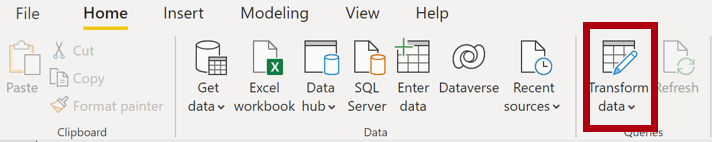 File Home Insert Modeling View Help
Paste
Cut
Copy
Format painter
Clipboard
Get
data
Excel
workbook
Data
hub
SQL
Server
Enter
data
Dataverse
Recent
sources
Data
Transform
data
Refresh
Queries